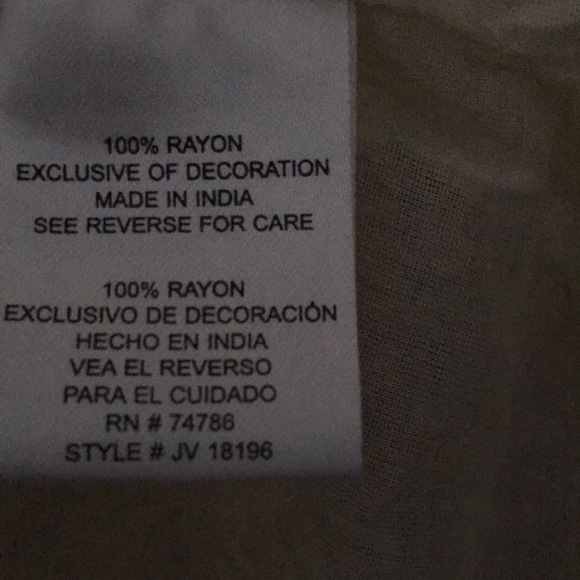 100% RAYON
EXCLUSIVE OF DECORATION
MADE IN INDIA
SEE REVERSE FOR CARE
100% RAYON
EXCLUSIVO DE DECORACIÓN
HECHO EN INDIA
VEA EL REVERSO
PARA EL CUIDADO
RN # 74786
STYLE # JV 18196